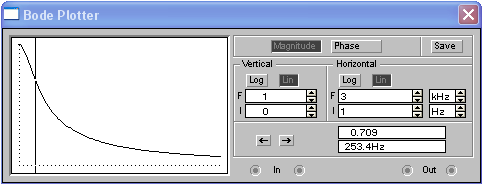 Bode Plotter
Magnitude Phase Save
Vertical Horizontal
Log Lin Log Lin
F 1 F 3 kHz
I 0 I 1 Hz
0.709
253.4Hz
In Out